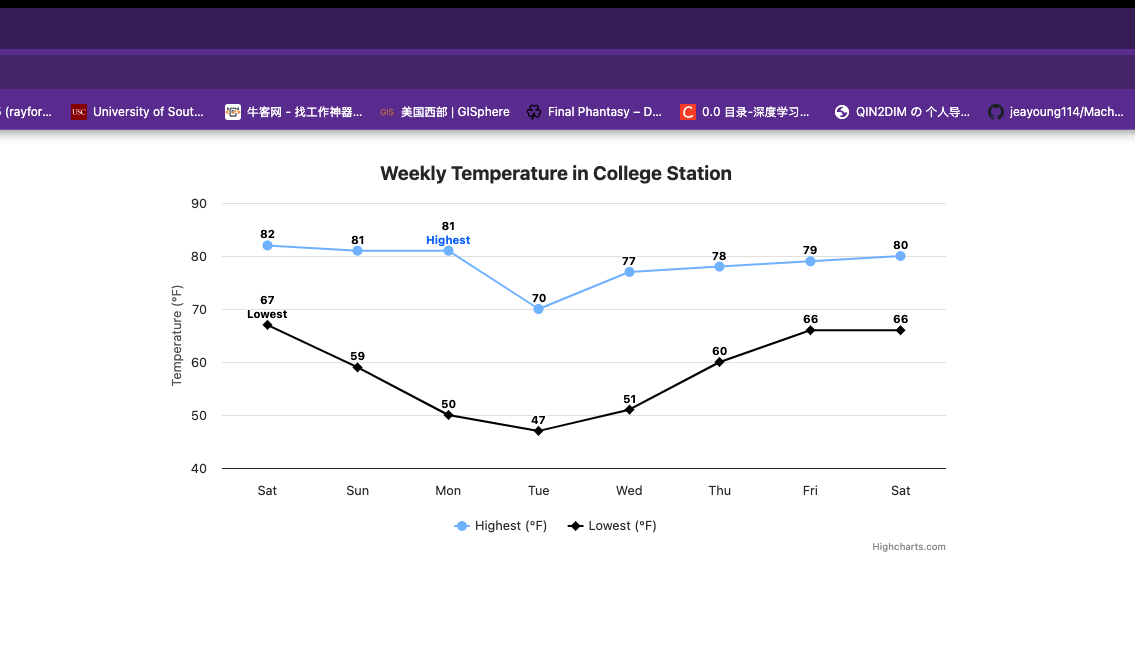 5 (rayfor... USC University of Sout... 牛客网 - 找工作神器... GIS 美国西部 | GISphere Final Phantasy – D... C 0.0 目录-深度学习... QIN2DIM の 个人导... jeayoung114/Mach...
Weekly Temperature in College Station
Temperature (°F)
90
80
70
60
50
40
82
81
81
Highest
70
77
78
79
80
67
Lowest
59
50
47
51
60
66
66
Sat Sun Mon Tue Wed Thu Fri Sat
Highest (°F) Lowest (°F)
Highcharts.com